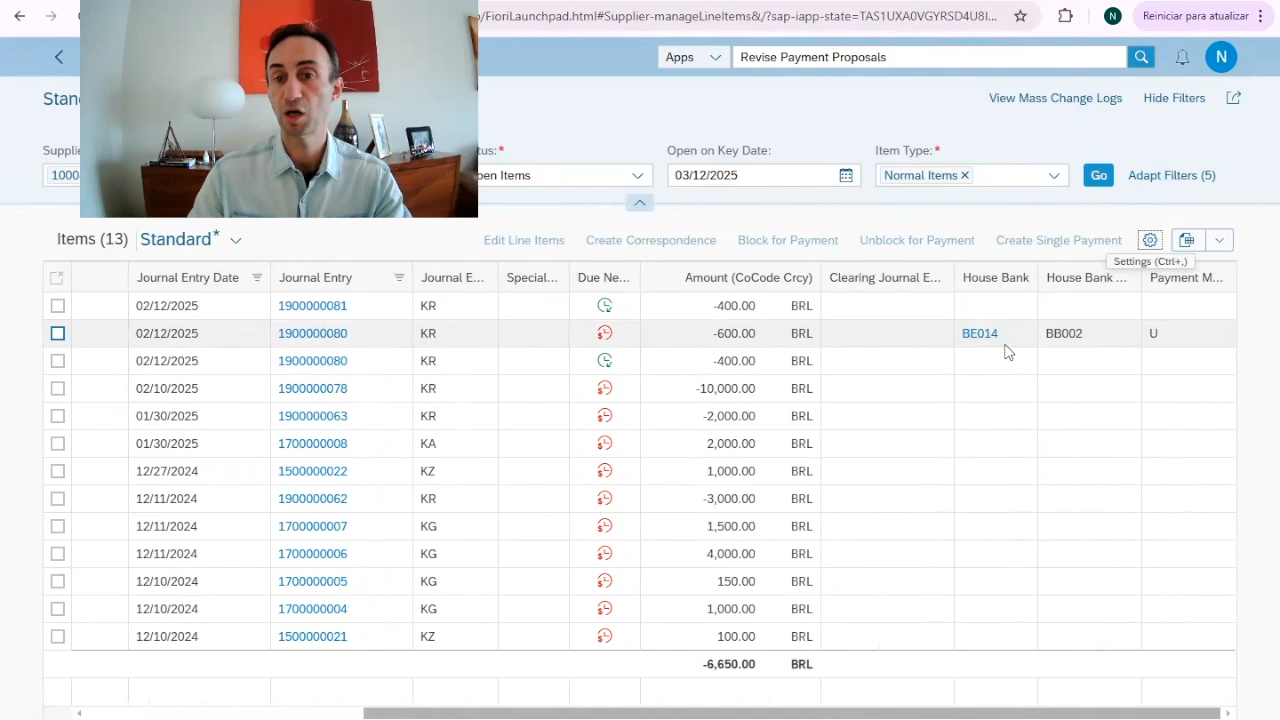 o/FioriLaunchpad.html#Supplier-manageLineItems&/?sap-iapp-state=TAS1UXA0VGYRSD4U8I... N Reiniciar para atualizar
Apps Revise Payment Proposals N
Stan View Mass Change Logs Hide Filters
Supplie tus:* Open on Key Date: Item Type:*
1000 pen Items 03/12/2025 Normal Items Go Adapt Filters (5)
Items (13) Standard* Edit Line Items Create Correspondence Block for Payment Unblock for Payment Create Single Payment
Settings (Ctrl+,)
Journal Entry Date Journal Entry Journal E... Special... Due Ne... Amount (CoCode Crcy) Clearing Journal E... House Bank House Bank ... Payment M...
02/12/2025 1900000081 KR -400.00 BRL
02/12/2025 1900000080 KR -600.00 BRL BE014 BB002 U
02/12/2025 1900000080 KR -400.00 BRL
02/10/2025 1900000078 KR -10,000.00 BRL
01/30/2025 1900000063 KR -2,000.00 BRL
01/30/2025 1700000008 KA 2,000.00 BRL
12/27/2024 1500000022 KZ 1,000.00 BRL
12/11/2024 1900000062 KR -3,000.00 BRL
12/11/2024 1700000007 KG 1,500.00 BRL
12/11/2024 1700000006 KG 4,000.00 BRL
12/10/2024 1700000005 KG 150.00 BRL
12/10/2024 1700000004 KG 1,000.00 BRL
12/10/2024 1500000021 KZ 100.00 BRL
-6,650.00 BRL